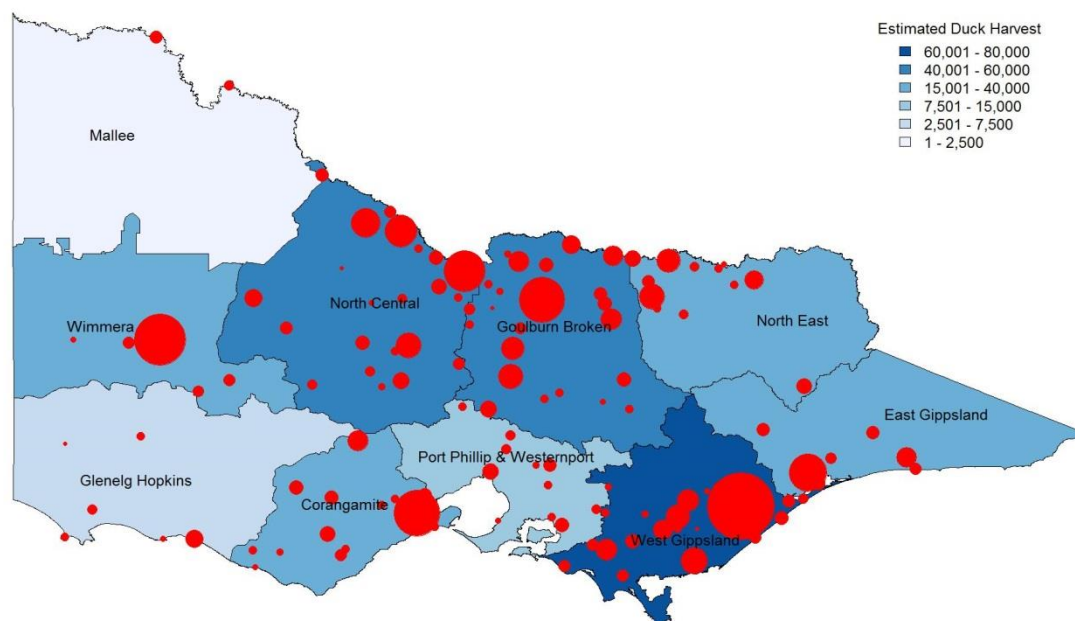 Estimated Duck Harvest
60,001 - 80,000
40,001 - 60,000
15,001 - 40,000
7,501 - 15,000
2,501 - 7,500
1 - 2,500
Mallee
North Central
Wimmera
Goulburn Broken
North East
East Gippsland
Port Phillip & Westernport
Glenelg Hopkins
Corangamite
West Gippsland